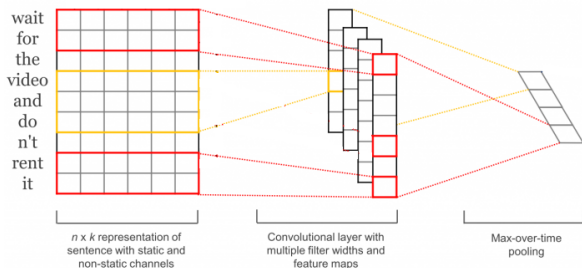 wait
for
the
video
and
do
n't
rent
it
n x k representation of
sentence with static and
non-static channels
Convolutional layer with
multiple filter widths and
feature maps
Max-over-time
pooling